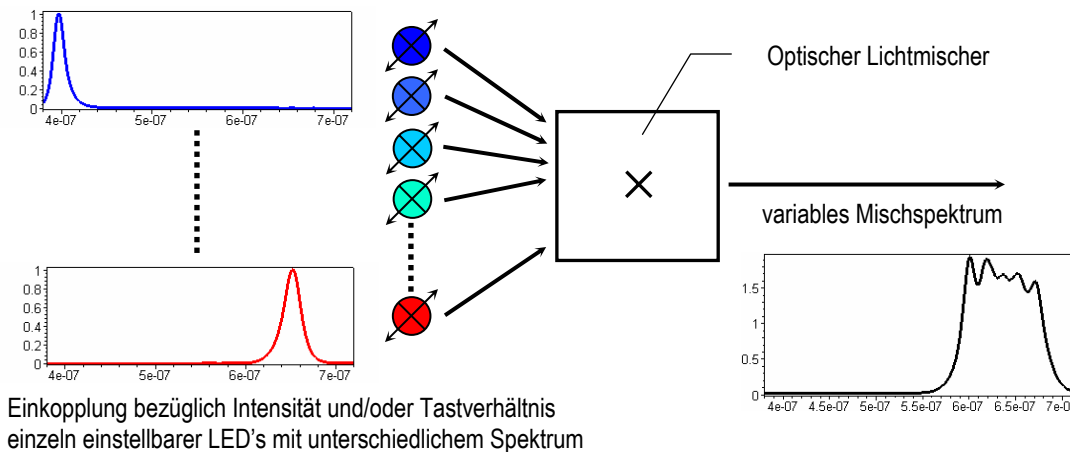 1
0.8
0.6
0.4
0.2
0
4e-07 5e-07 6e-07 7e-07
Optischer Lichtmischer
variables Mischspektrum
1
0.8
0.6
0.4
0.2
0
4e-07 5e-07 6e-07 7e-07
1.5
1
0.5
0
4e-07 4.5e-07 5e-07 5.5e-07 6e-07 6.5e-07 7e-0
Einkopplung bezüglich Intensität und/oder Tastverhältnis
einzeln einstellbarer LED's mit unterschiedlichem Spektrum